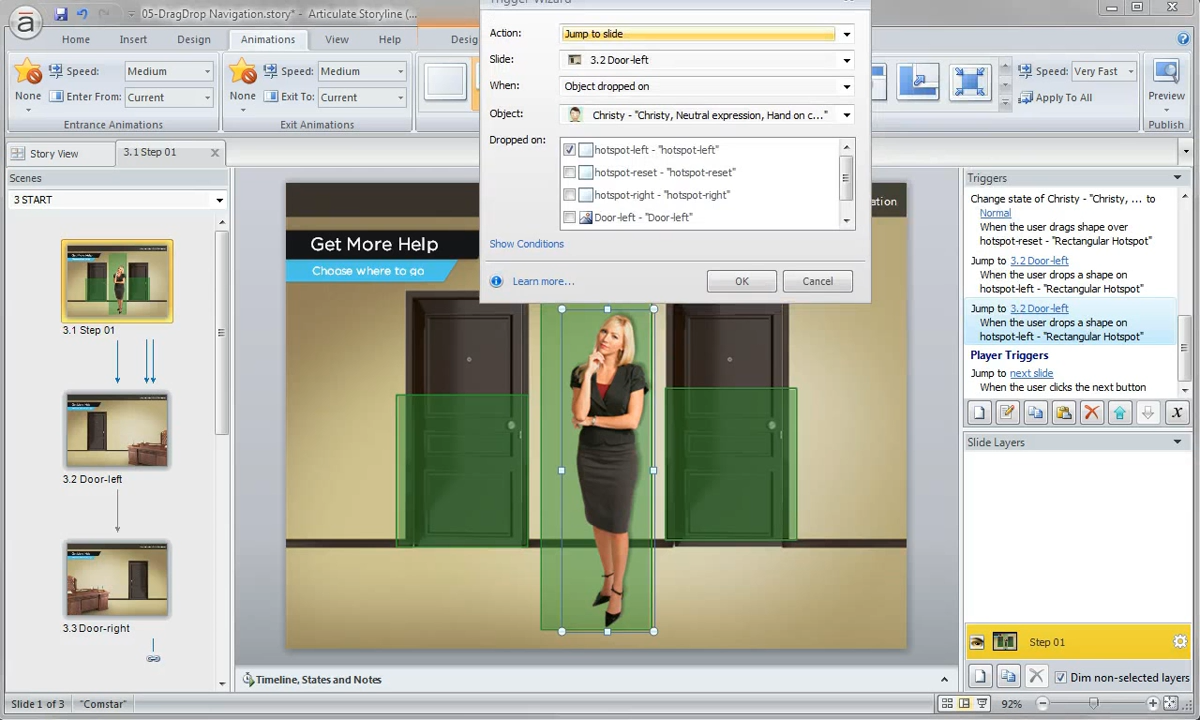 05-DragDrop Navigation.story* - Articulate Storyline (...
Home
Insert
Design
Animations
View
Help
Desig
None
Speed:
Medium
Enter From:
Current
Entrance Animations
None
Speed:
Medium
Exit To:
Current
Exit Animations
Speed:
Very Fast
Apply To All
Preview
Publish
Trigger Wizard
Action:
Jump to slide
Slide:
3.2 Door-left
When:
Object dropped on
Object:
Christy - "Christy, Neutral expression, Hand on c..."
Dropped on:
hotspot-left - "hotspot-left"
hotspot-reset - "hotspot-reset"
hotspot-right - "hotspot-right"
Door-left - "Door-left"
Show Conditions
Learn more...
OK
Cancel
Story View
3.1 Step 01
Scenes
3 START
3.1 Step 01
3.2 Door-left
3.3 Door-right
ation
Get More Help
Choose where to go
Triggers
Change state of Christy - "Christy, ... to
Normal
When the user drags shape over
hotspot-reset - "Rectangular Hotspot"
Jump to 3.2 Door-left
When the user drops a shape on
hotspot-left - "Rectangular Hotspot"
Jump to 3.2 Door-left
When the user drops a shape on
hotspot-left - "Rectangular Hotspot"
Player Triggers
Jump to next slide
When the user clicks the next button
Slide Layers
Step 01
Dim non-selected layers
Timeline, States and Notes
Slide 1 of 3
"Comstar"
92%